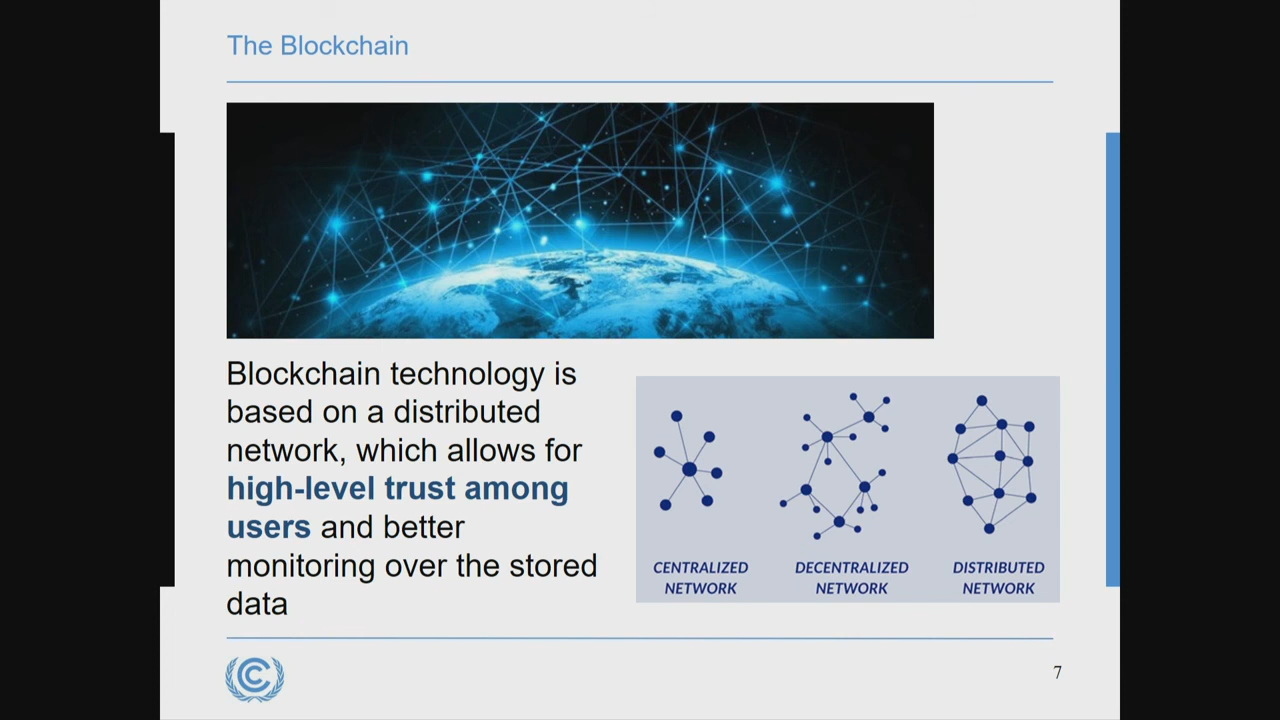 The Blockchain
Blockchain technology is
based on a distributed
network, which allows for
high-level trust among
users and better
monitoring over the stored
data
CENTRALIZED
NETWORK
DECENTRALIZED
NETWORK
DISTRIBUTED
NETWORK
7